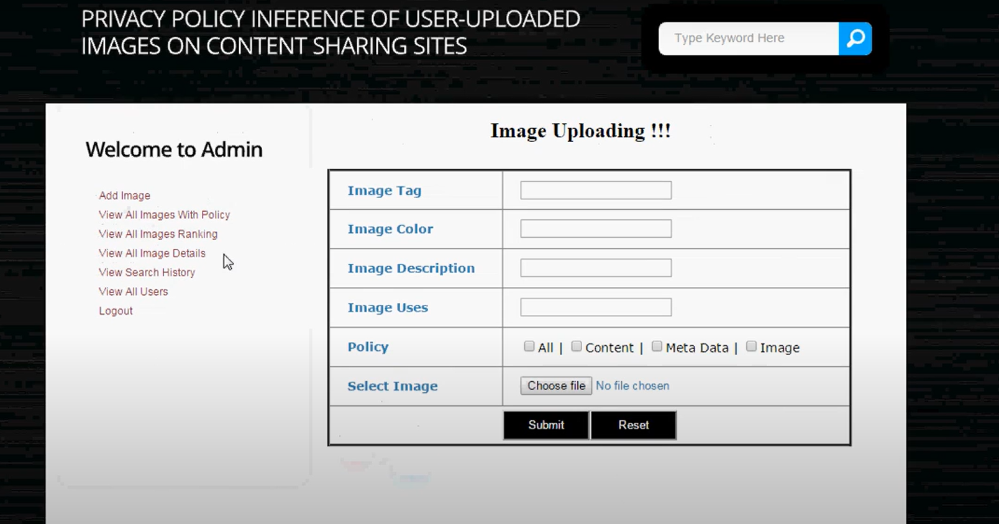 PRIVACY POLICY INFERENCE OF USER-UPLOADED
IMAGES ON CONTENT SHARING SITES
Type Keyword Here
Welcome to Admin
Add Image
View All Images With Policy
View All Images Ranking
View All Image Details
View Search History
View All Users
Logout
Image Uploading !!!
Image Tag
Image Color
Image Description
Image Uses
Policy All | Content | Meta Data | Image
Select Image Choose file No file chosen
Submit Reset